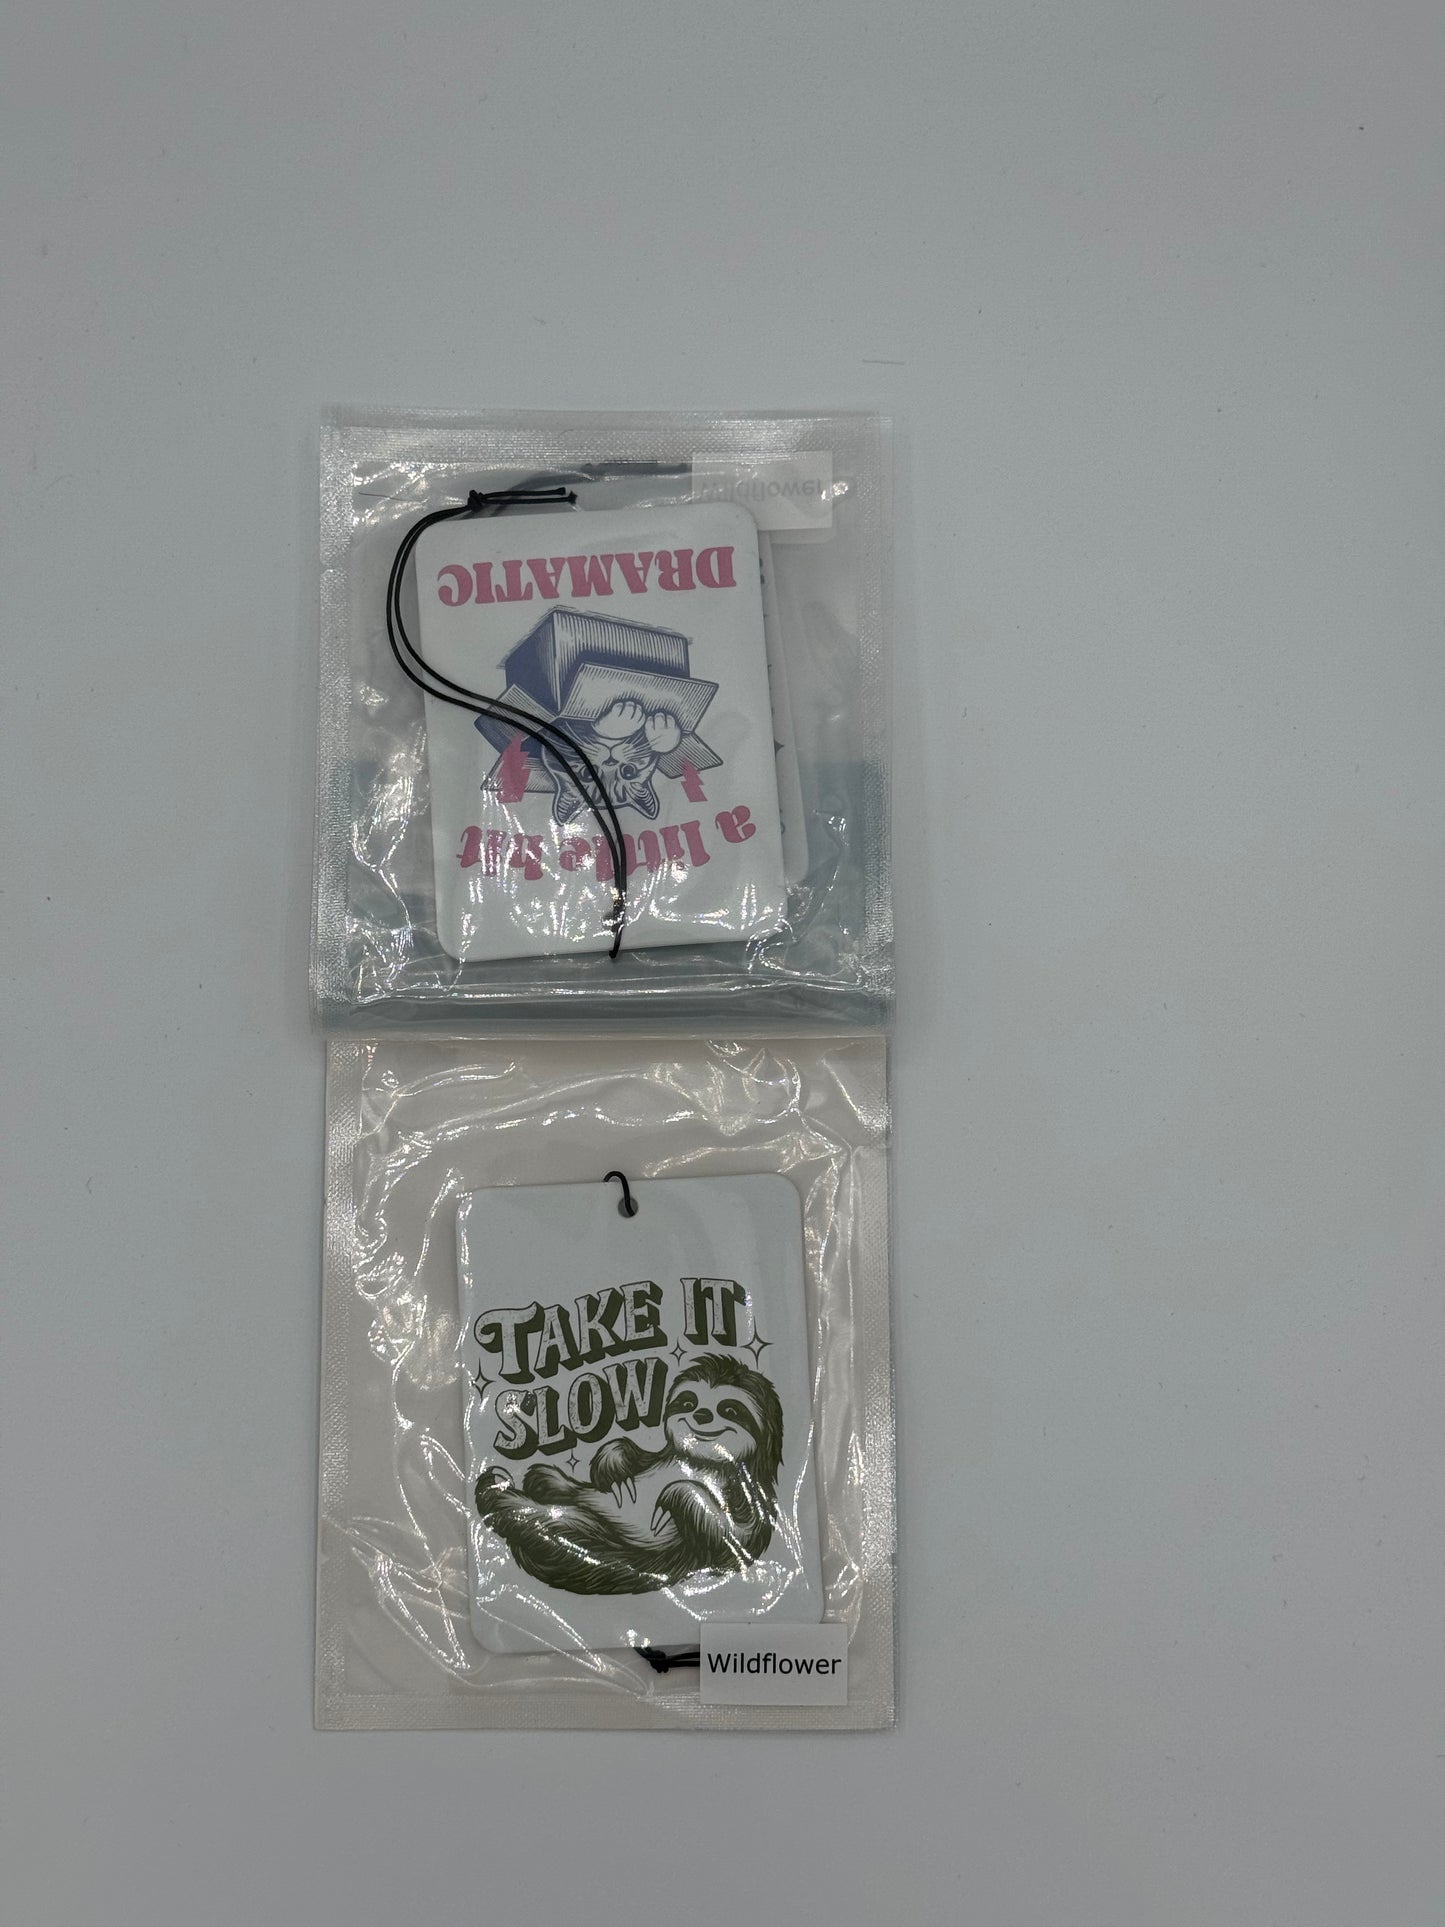 Wildflower
a little bit
DRAMATIC
TAKE IT
SLOW
Wildflower